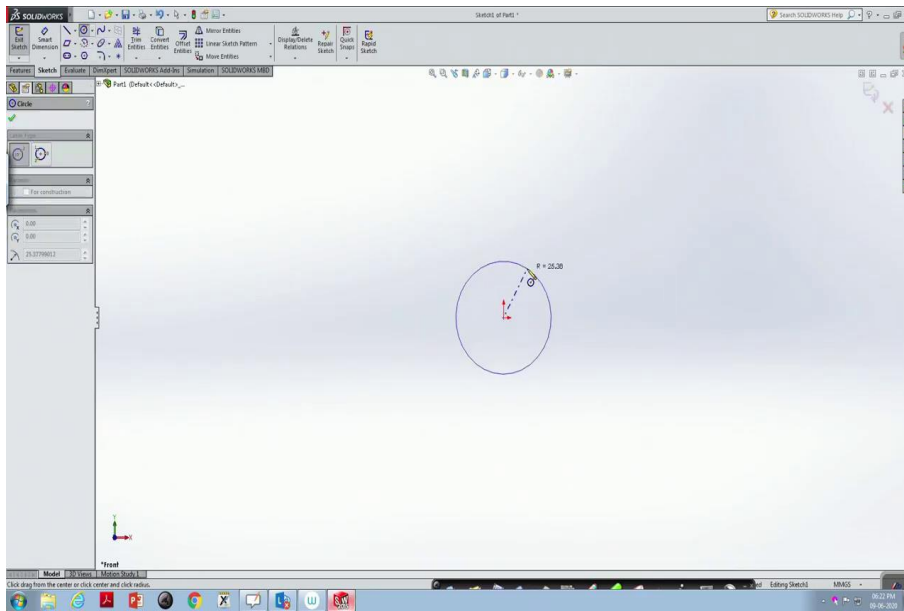 SOLIDWORKS
Sketch1 of Part1 *
Search SOLIDWORKS Help
Exit Sketch
Smart Dimension
Trim Entities
Convert Entities
Offset Entities
Mirror Entities
Linear Sketch Pattern
Move Entities
Display/Delete Relations
Repair Sketch
Quick Snaps
Rapid Sketch
Features Sketch Evaluate DimXpert SOLIDWORKS Add-Ins Simulation SOLIDWORKS MBD
Part1 (Default<<Default>_...
Circle
?
For construction
0.00
0.00
25.37799012
R = 25.38
Y
X
*Front
Model 3D Views Motion Study 1
Click drag from the center or click center and click radius.
Editing Sketch1 MMGS
06:22 PM
06-06-2020